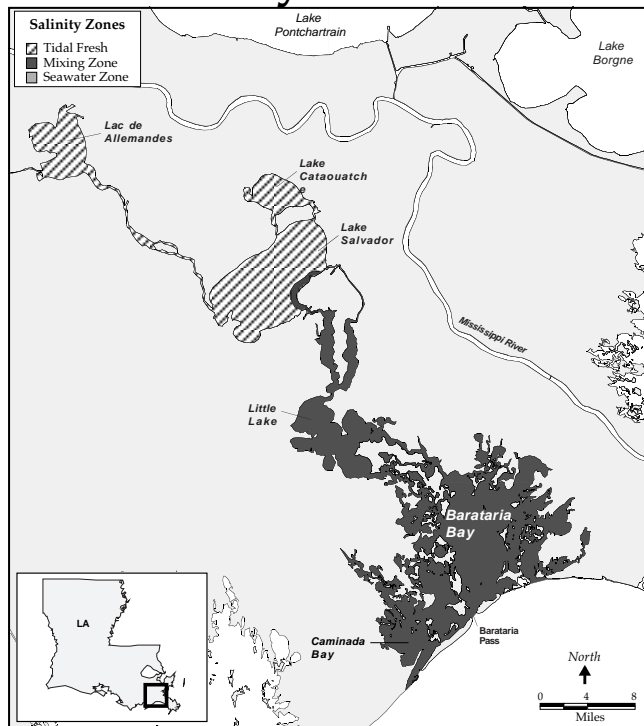 Salinity Zones
Tidal Fresh
Mixing Zone
Seawater Zone
Lake
Pontchartrain
Lake
Borgne
Lac de
Allemandes
Lake
Cataouatch
e
Lake
Salvador
Mississippi River
Little
Lake
Barataria
Bay
Caminada
Bay
Barataria
Pass
LA
North
0 4 8
Miles